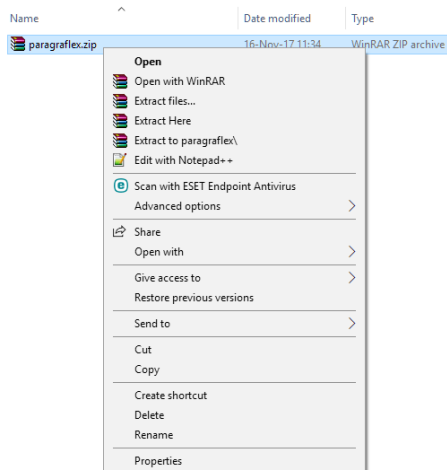 Name Date modified Type
paragraflex.zip 16-Nov-17 11:34 WinRAR ZIP archive
Open
Open with WinRAR
Extract files...
Extract Here
Extract to paragraflex\
Edit with Notepad++
Scan with ESET Endpoint Antivirus
Advanced options
Share
Open with
Give access to
Restore previous versions
Send to
Cut
Copy
Create shortcut
Delete
Rename
Properties